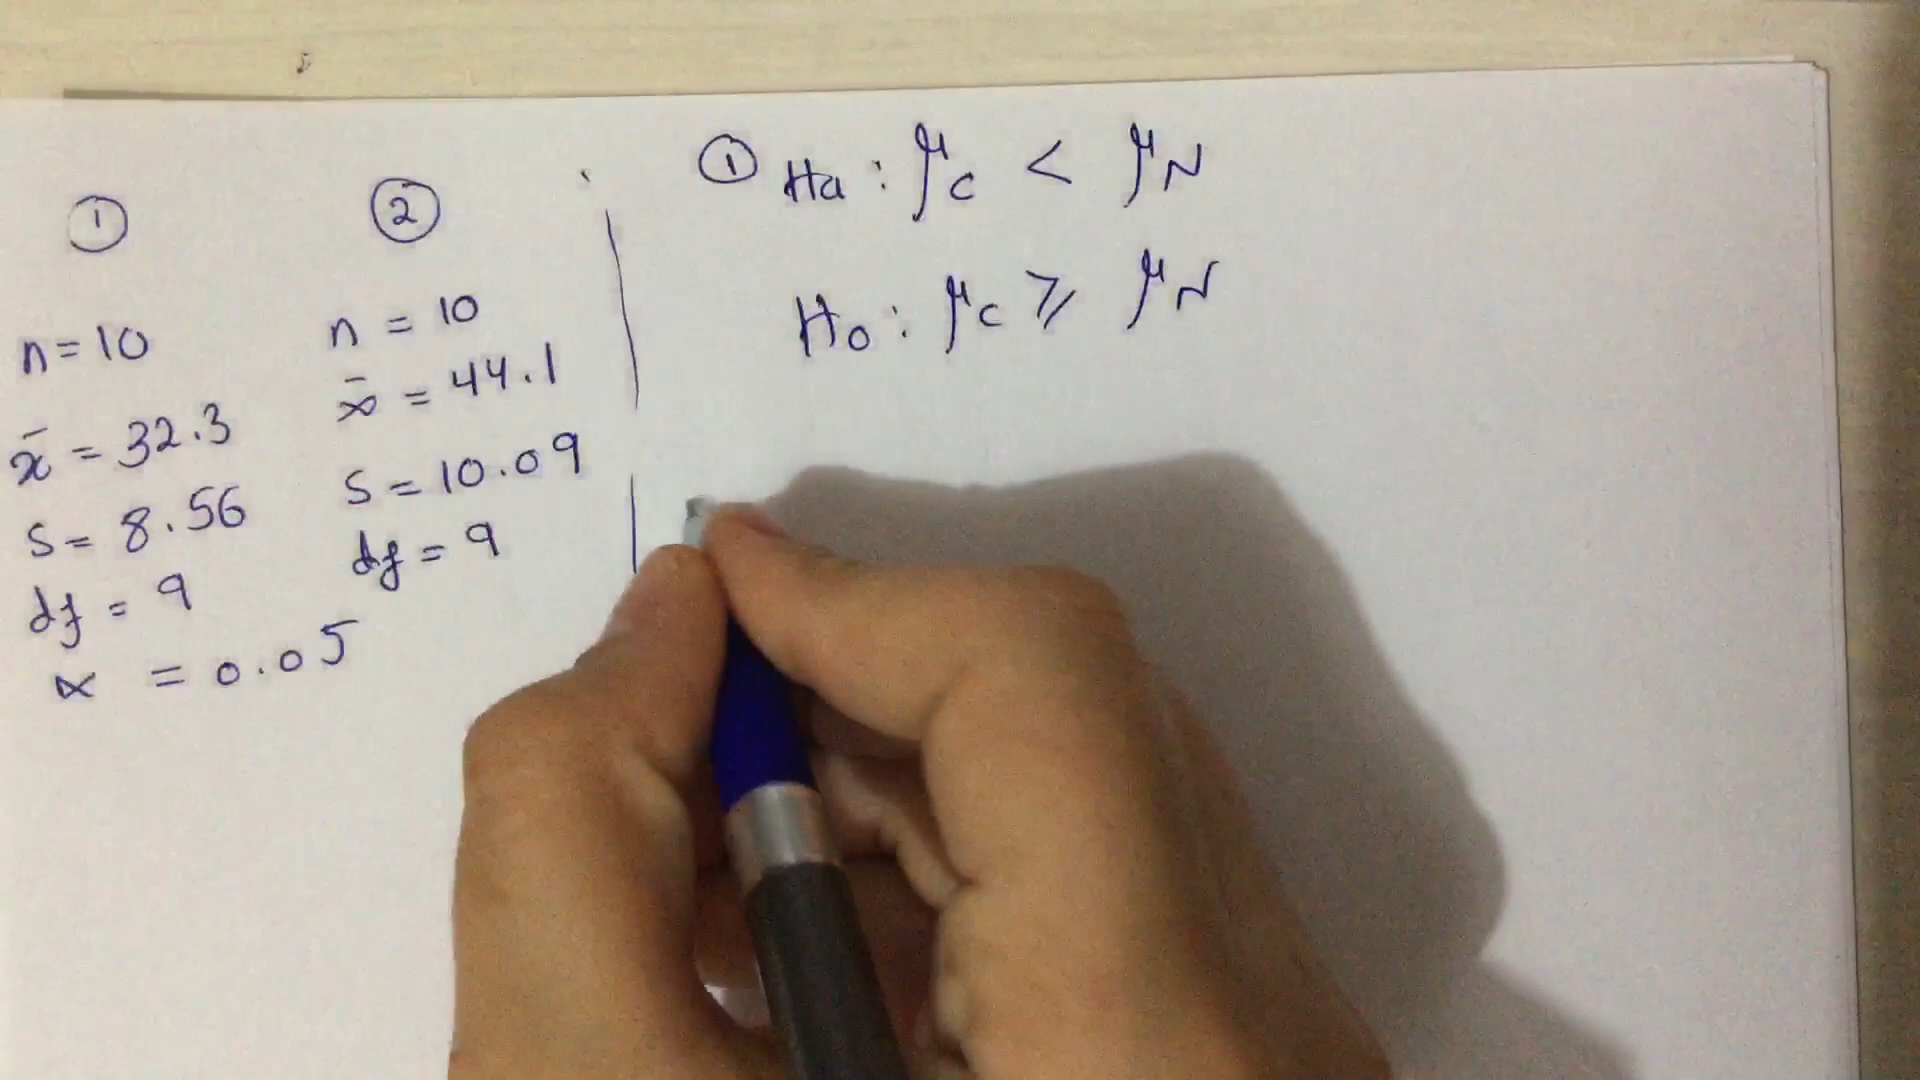 ①
n = 10
x̄ = 32.3
s = 8.56
df = 9
α = 0.05
②
n = 10
x̄ = 44.1
s = 10.09
df = 9
① Ha : μc < μN
Ho : μc ⩾ μN